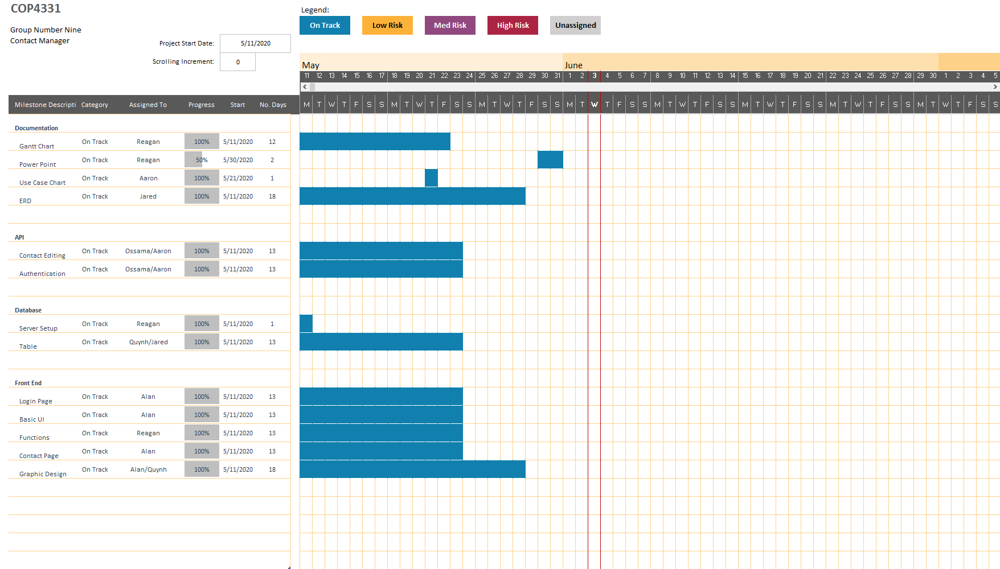 COP4331
Legend:
On Track Low Risk Med Risk High Risk Unassigned
Group Number Nine
Contact Manager
Project Start Date: 5/11/2020
Scrolling Increment: 0
May June
11 12 13 14 15 16 17 18 19 20 21 22 23 24 25 26 27 28 29 30 31 1 2 3 4 5 6 7 8 9 10 11 12 13 14 15 16 17 18 19 20 21 22 23 24 25 26 27 28 29 30 1 2 3 4 5
Milestone Descripti Category Assigned To Progress Start No. Days M T W T F S S M T W T F S S M T W T F S S M T W T F S S M T W T F S S M T W T F S S M T W T F S S M T W T F S S
Documentation
Gantt Chart On Track Reagan 100% 5/11/2020 12
Power Point On Track Reagan 50% 5/30/2020 2
Use Case Chart On Track Aaron 100% 5/21/2020 1
ERD On Track Jared 100% 5/11/2020 18
API
Contact Editing On Track Ossama/Aaron 100% 5/11/2020 13
Authentication On Track Ossama/Aaron 100% 5/11/2020 13
Database
Server Setup On Track Reagan 100% 5/11/2020 1
Table On Track Quynh/Jared 100% 5/11/2020 13
Front End
Login Page On Track Alan 100% 5/11/2020 13
Basic UI On Track Alan 100% 5/11/2020 13
Functions On Track Reagan 100% 5/11/2020 13
Contact Page On Track Alan 100% 5/11/2020 13
Graphic Design On Track Alan/Quynh 100% 5/11/2020 18